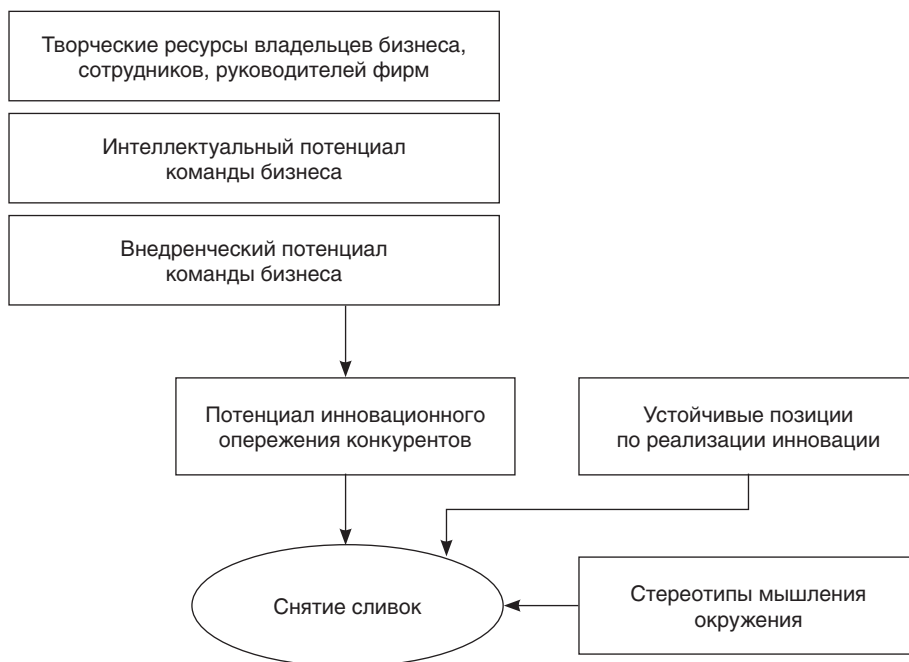 Творческие ресурсы владельцев бизнеса,
сотрудников, руководителей фирм
Интеллектуальный потенциал
команды бизнеса
Внедренческий потенциал
команды бизнеса
Потенциал инновационного
опережения конкурентов
Устойчивые позиции
по реализации инновации
Снятие сливок
Стереотипы мышления
окружения